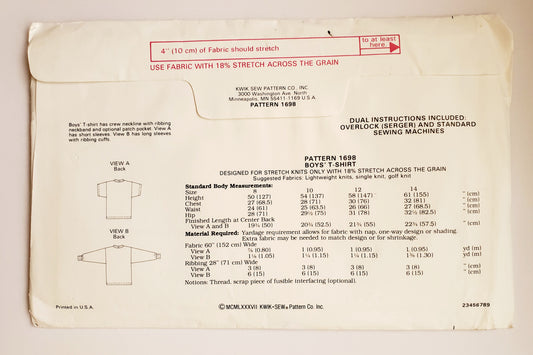 4" (10 cm) of Fabric should stretch
to at least
here.
USE FABRIC WITH 18% STRETCH ACROSS THE GRAIN
KWIK SEW PATTERN CO., INC.
3000 Washington Ave. North
Minneapolis, MN 55411-1169 U.S.A.
PATTERN 1698
DUAL INSTRUCTIONS INCLUDED:
OVERLOCK (SERGER) AND STANDARD
SEWING MACHINES
Boys' T-shirt has crew neckline with ribbing
neckband and optional patch pocket. View A
has short sleeves. View B has long sleeves
with ribbing cuffs.
VIEW A
Back
VIEW B
Back
PATTERN 1698
BOYS' T-SHIRT
DESIGNED FOR STRETCH KNITS ONLY WITH 18% STRETCH ACROSS THE GRAIN
Suggested Fabrics: Lightweight knits, single knit, golf knit
Standard Body Measurements:
Size 8 10 12 14
Height 50 (127) 54 (137) 58 (147) 61 (155) " (cm)
Chest 27 (68.5) 28 (71) 30 (76) 32 (81) " (cm)
Waist 24 (61) 25 (63.5) 26 (66) 27 (68.5) " (cm)
Hip 28 (71) 29½ (75) 31 (78) 32½ (82.5) " (cm)
Finished Length at Center Back
View A and B 19¾ (50) 20¾ (52.5) 21¾ (55) 22¾ (57.5) " (cm)
Material Required: Yardage requirement allows for fabric with nap, one-way design or shading.
Extra fabric may be needed to match design or for shrinkage.
Fabric 60" (152 cm) Wide
View A ⅞ (0.80) 1 (0.95) 1 (0.95) 1 (0.95) yd (m)
View B 1⅛ (1.05) 1¼ (1.15) 1¼ (1.15) 1⅜ (1.30) yd (m)
Ribbing 28" (71 cm) Wide
View A 3 (8) 3 (8) 3 (8) 3 (8) " (cm)
View B 6 (15) 6 (15) 6 (15) 6 (15) " (cm)
Notions: Thread, scrap piece of fusible interfacing (optional).
Printed in U.S.A.
©MCMLXXXVII KWIK•SEW® Pattern Co. Inc.
23456789